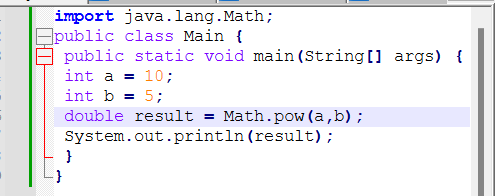 import java.lang.Math;
public class Main {
public static void main(String[] args) {
int a = 10;
int b = 5;
double result = Math.pow(a,b);
System.out.println(result);
}
}